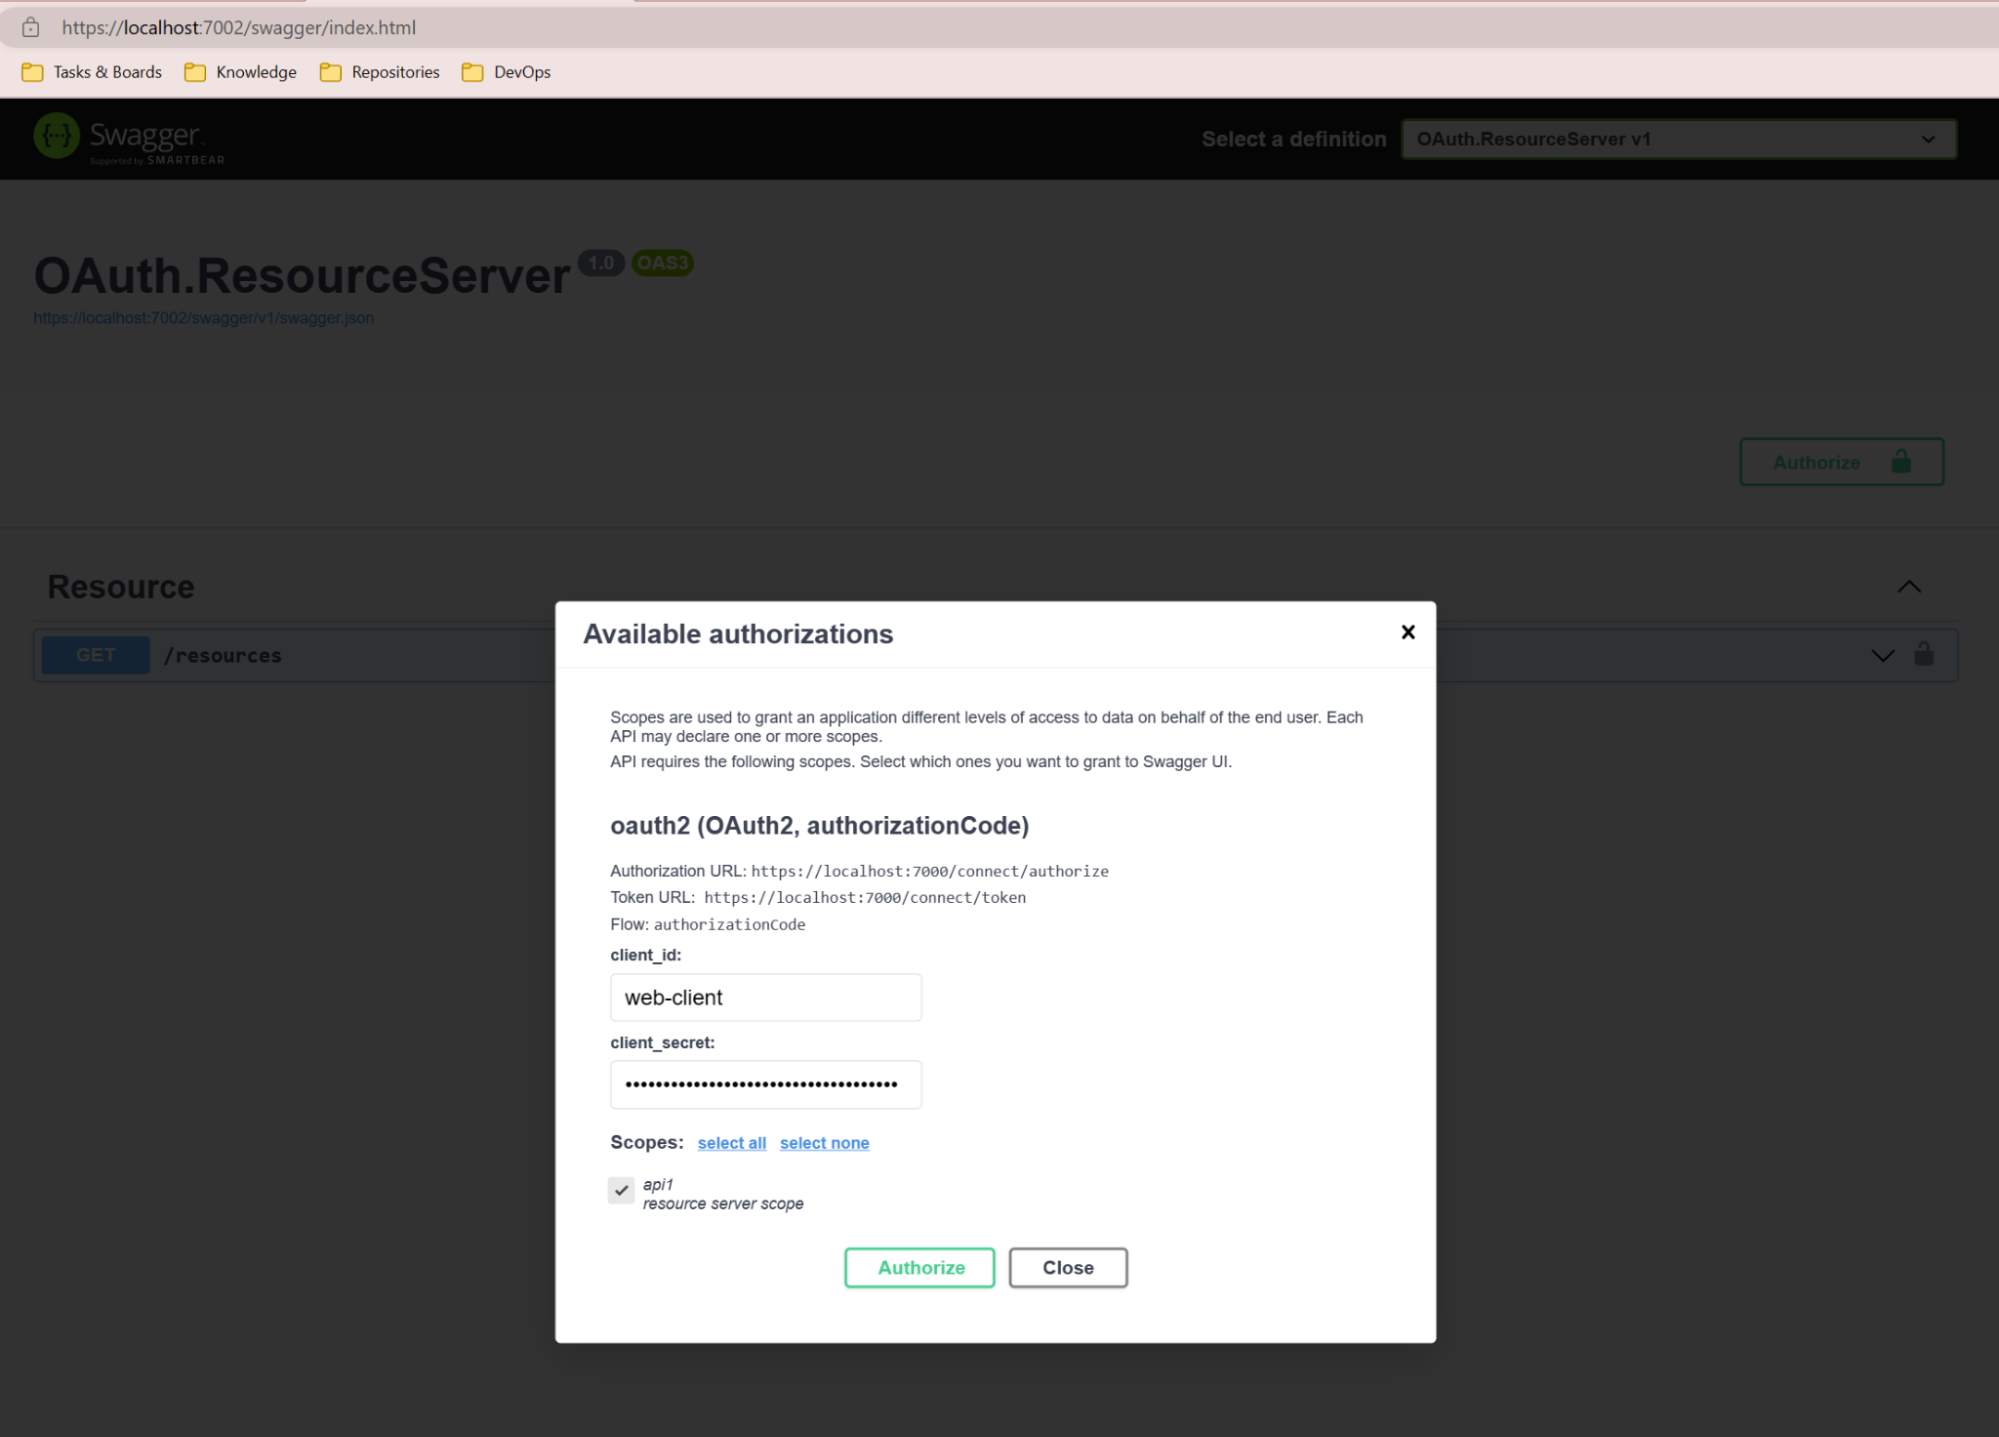 https://localhost:7002/swagger/index.html
Tasks & Boards Knowledge Repositories DevOps
{···} Swagger.
Supported by SMARTBEAR
Select a definition OAuth.ResourceServer v1
OAuth.ResourceServer 1.0 OAS3
https://localhost:7002/swagger/v1/swagger.json
Authorize
Resource
GET /resources
Available authorizations
Scopes are used to grant an application different levels of access to data on behalf of the end user. Each
API may declare one or more scopes.
API requires the following scopes. Select which ones you want to grant to Swagger UI.
oauth2 (OAuth2, authorizationCode)
Authorization URL: https://localhost:7000/connect/authorize
Token URL: https://localhost:7000/connect/token
Flow: authorizationCode
client_id:
web-client
client_secret:
Scopes: select all select none
api1
resource server scope
Authorize Close